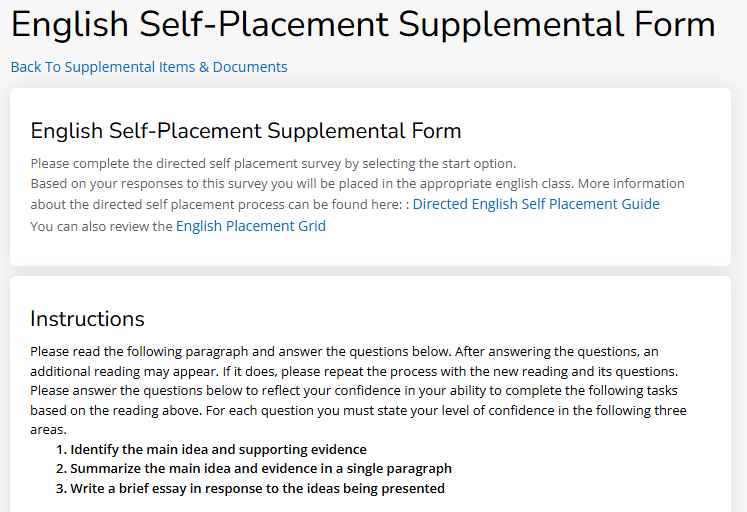 English Self-Placement Supplemental Form
Back To Supplemental Items & Documents
English Self-Placement Supplemental Form
Please complete the directed self placement survey by selecting the start option.
Based on your responses to this survey you will be placed in the appropriate english class. More information
about the directed self placement process can be found here: : Directed English Self Placement Guide
You can also review the English Placement Grid
Instructions
Please read the following paragraph and answer the questions below. After answering the questions, an
additional reading may appear. If it does, please repeat the process with the new reading and its questions.
Please answer the questions below to reflect your confidence in your ability to complete the following tasks
based on the reading above. For each question you must state your level of confidence in the following three
areas.
1. Identify the main idea and supporting evidence
2. Summarize the main idea and evidence in a single paragraph
3. Write a brief essay in response to the ideas being presented